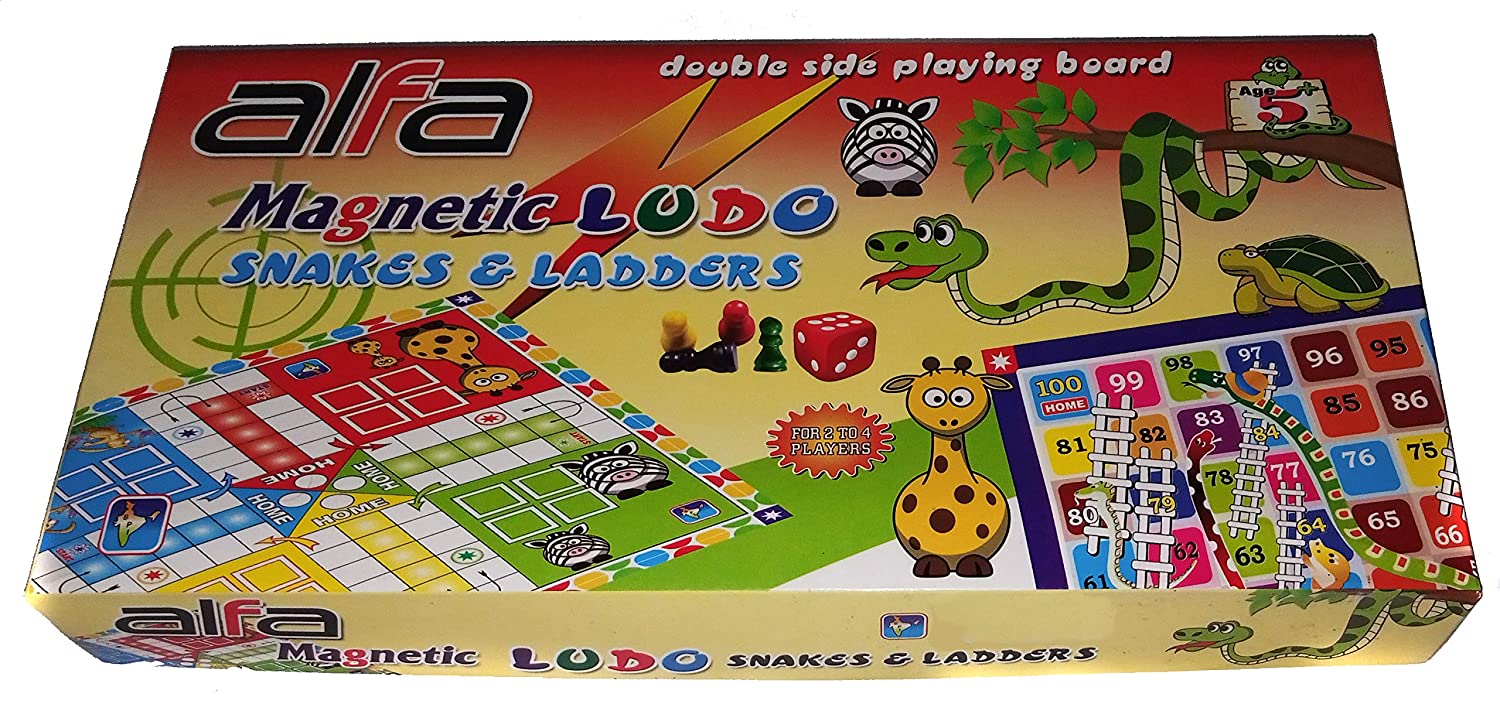 alfa
double side playing board
Age
5+
Magnetic LUDO
SNAKES & LADDERS
FOR 2 TO 4
PLAYERS
HOME
HOME
HOME
HOME
START
100
HOME
99
98
97
96
95
81
82
83
84
85
86
80
79
78
77
76
75
61
62
63
64
65
66
alfa
Magnetic LUDO SNAKES & LADDERS